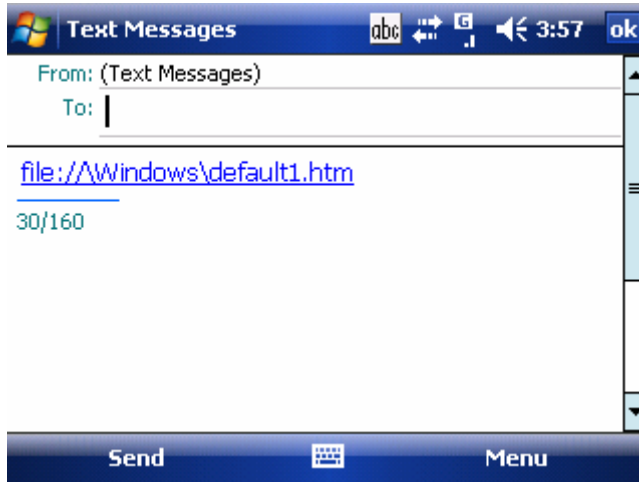 Text Messages abc G 3:57 ok
From: (Text Messages)
To:
file://\Windows\default1.htm
30/160
Send Menu